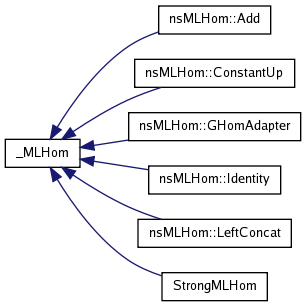 nsMLHom::Add
nsMLHom::ConstantUp
nsMLHom::GHomAdapter
_MLHom
nsMLHom::Identity
nsMLHom::LeftConcat
StrongMLHom